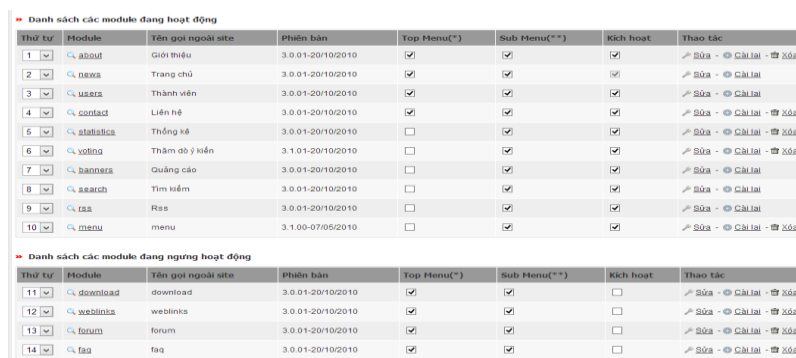 Danh sách các module đang hoạt động
Thứ tự Module Tên gọi ngoài site Phiên bản Top Menu(*) Sub Menu(**) Kích hoạt Thao tác
1 about Giới thiệu 3.0.01-20/10/2010 Sửa - Cài lại - Xóa
2 news Trang chủ 3.0.01-20/10/2010 Sửa - Cài lại
3 users Thành viên 3.0.01-20/10/2010 Sửa - Cài lại
4 contact Liên hệ 3.0.01-20/10/2010 Sửa - Cài lại - Xóa
5 statistics Thống kê 3.0.01-20/10/2010 Sửa - Cài lại - Xóa
6 voting Thăm dò ý kiến 3.1.01-20/10/2010 Sửa - Cài lại - Xóa
7 banners Quảng cáo 3.0.01-20/10/2010 Sửa - Cài lại
8 search Tìm kiếm 3.0.01-20/10/2010 Sửa - Cài lại
9 rss Rss 3.0.01-20/10/2010 Sửa - Cài lại
10 menu menu 3.1.00-07/05/2010 Sửa - Cài lại - Xóa
Danh sách các module đang ngưng hoạt động
Thứ tự Module Tên gọi ngoài site Phiên bản Top Menu(*) Sub Menu(**) Kích hoạt Thao tác
11 download download 3.0.01-20/10/2010 Sửa - Cài lại - Xóa
12 weblinks weblinks 3.0.01-20/10/2010 Sửa - Cài lại - Xóa
13 forum forum 3.0.01-20/10/2010 Sửa - Cài lại - Xóa
14 faq faq 3.0.01-20/10/2010 Sửa - Cài lại - Xóa